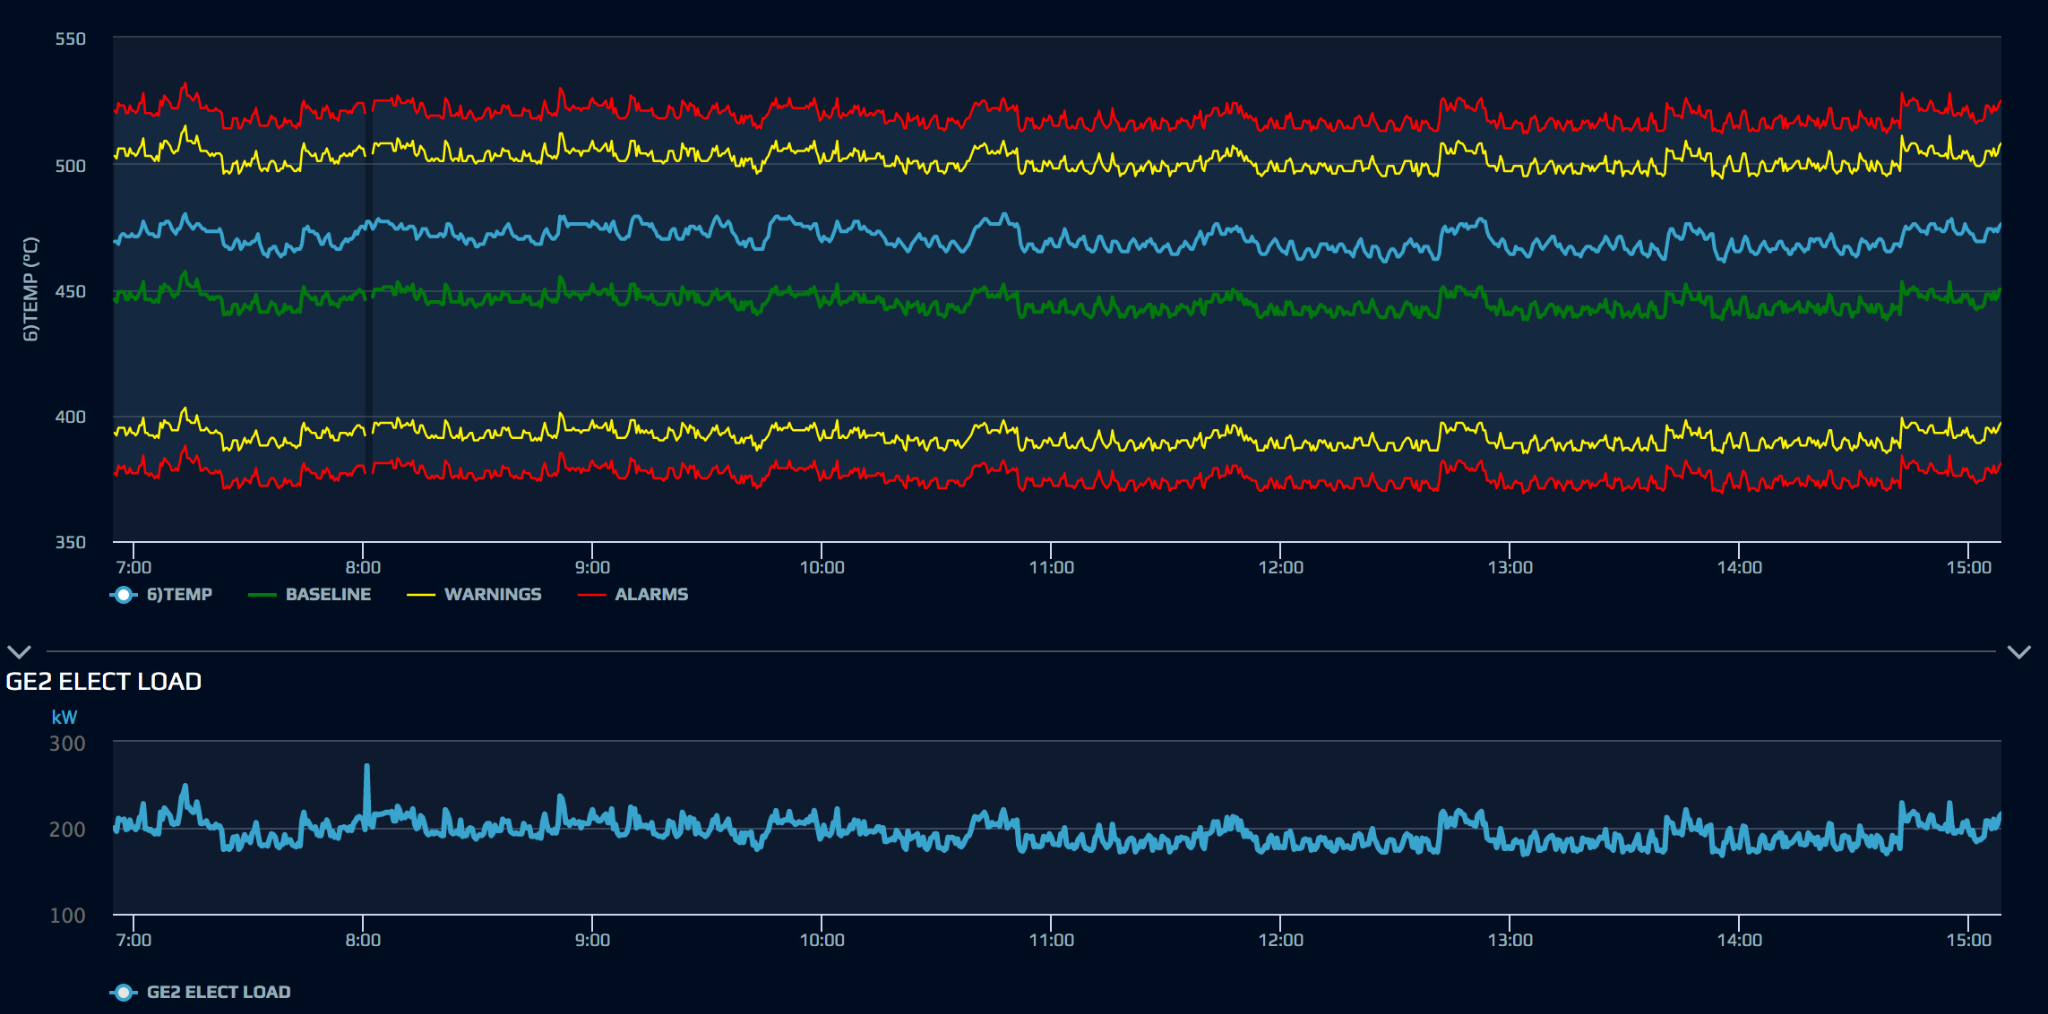 550
500
450
400
350
6)TEMP (ºC)
7:00 8:00 9:00 10:00 11:00 12:00 13:00 14:00 15:00
6)TEMP BASELINE WARNINGS ALARMS
GE2 ELECT LOAD
kW
300
200
100
7:00 8:00 9:00 10:00 11:00 12:00 13:00 14:00 15:00
GE2 ELECT LOAD